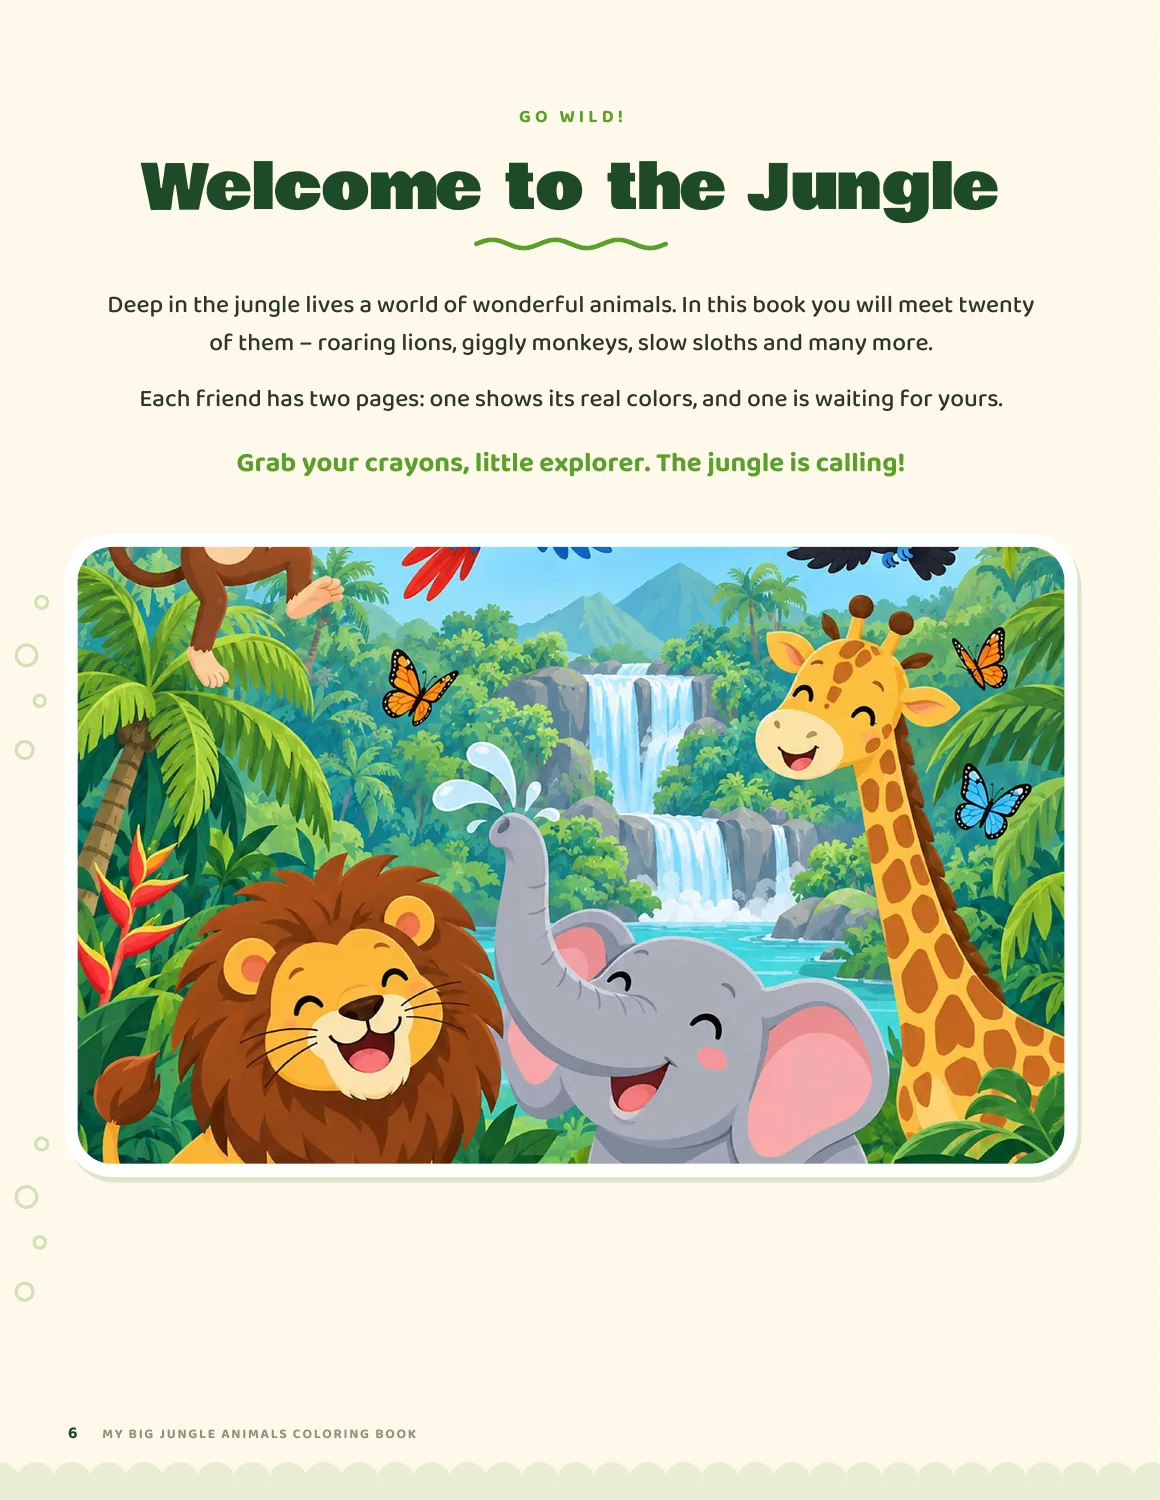 GO WILD!
Welcome to the Jungle
Deep in the jungle lives a world of wonderful animals. In this book you will meet twenty
of them – roaring lions, giggly monkeys, slow sloths and many more.
Each friend has two pages: one shows its real colors, and one is waiting for yours.
Grab your crayons, little explorer. The jungle is calling!
6 MY BIG JUNGLE ANIMALS COLORING BOOK